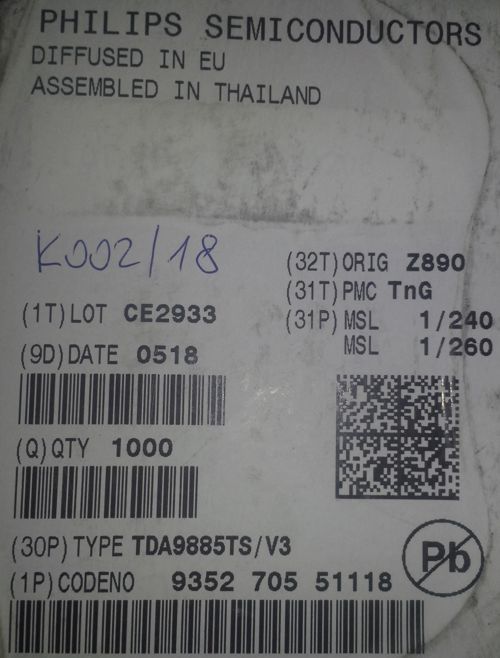 PHILIPS SEMICONDUCTORS
DIFFUSED IN EU
ASSEMBLED IN THAILAND
K002/18
(32T)ORIG Z890
(31T)PMC TnG
(1T)LOT CE2933
(31P)MSL 1/240
MSL 1/260
(9D)DATE 0518
(Q)QTY 1000
(30P)TYPE TDA9885TS/V3
Pb
(1P)CODENO 9352 705 51118